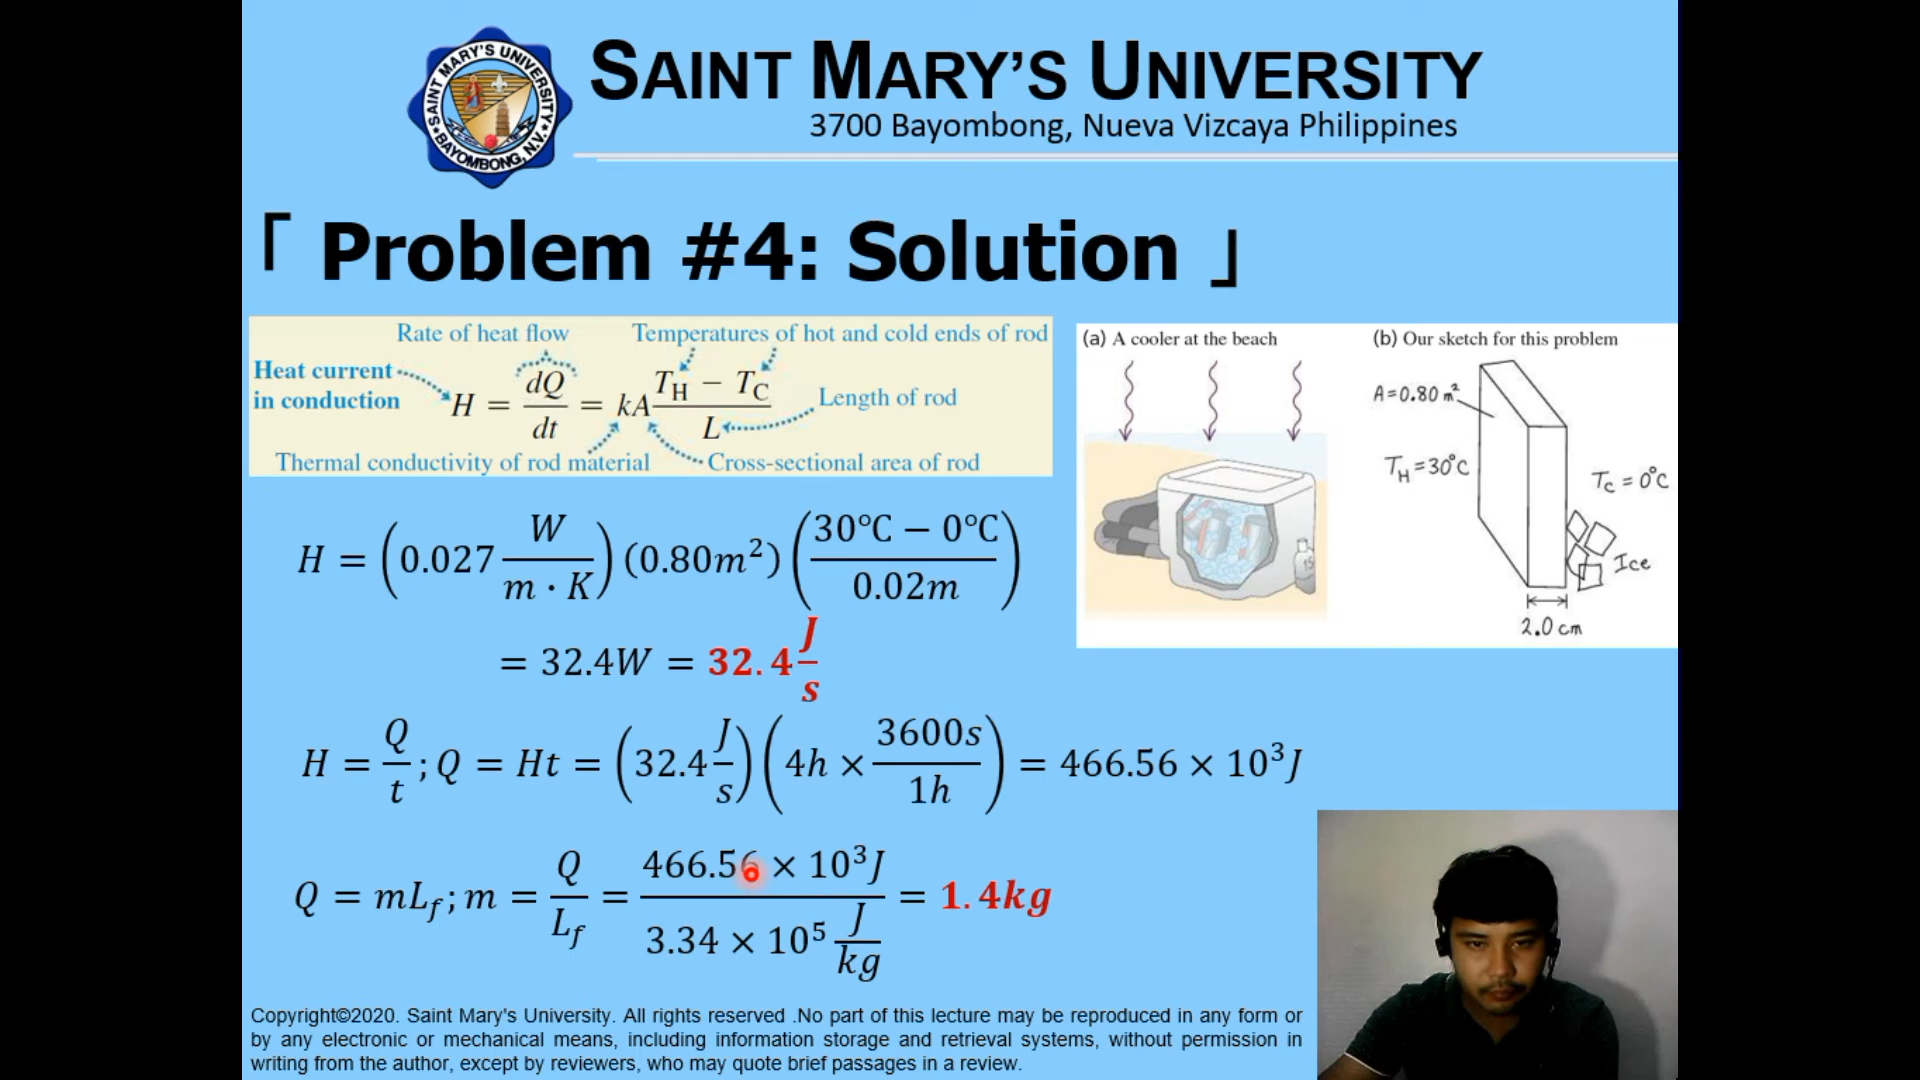 SAINT MARY'S UNIVERSITY
3700 Bayombong, Nueva Vizcaya Philippines
SAINT MARY'S UNIVERSITY
BAYOMBONG, N.V.
「 Problem #4: Solution 」
Rate of heat flow
Temperatures of hot and cold ends of rod
Heat current
in conduction
H = dQ/dt = kA (T_H − T_C)/L
Length of rod
Thermal conductivity of rod material
Cross-sectional area of rod
(a) A cooler at the beach
(b) Our sketch for this problem
A=0.80 m²
T_H=30°C
T_C = 0°C
Ice
2.0 cm
15
H = (0.027 W/(m · K)) (0.80m²) ((30°C − 0°C)/0.02m)
= 32.4W = 32.4 J/s
H = Q/t ; Q = Ht = (32.4 J/s) (4h × 3600s/1h) = 466.56 × 10³J
Q = mL_f ; m = Q/L_f = (466.56 × 10³J)/(3.34 × 10⁵ J/kg) = 1.4kg
Copyright©2020. Saint Mary's University. All rights reserved .No part of this lecture may be reproduced in any form or
by any electronic or mechanical means, including information storage and retrieval systems, without permission in
writing from the author, except by reviewers, who may quote brief passages in a review.